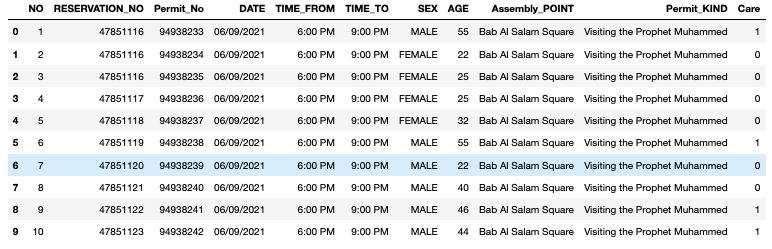 NO RESERVATION_NO Permit_No DATE TIME_FROM TIME_TO SEX AGE Assembly_POINT Permit_KIND Care
0 1 47851116 94938233 06/09/2021 6:00 PM 9:00 PM MALE 55 Bab Al Salam Square Visiting the Prophet Muhammed 1
1 2 47851116 94938234 06/09/2021 6:00 PM 9:00 PM FEMALE 22 Bab Al Salam Square Visiting the Prophet Muhammed 0
2 3 47851116 94938235 06/09/2021 6:00 PM 9:00 PM FEMALE 25 Bab Al Salam Square Visiting the Prophet Muhammed 0
3 4 47851117 94938236 06/09/2021 6:00 PM 9:00 PM FEMALE 25 Bab Al Salam Square Visiting the Prophet Muhammed 0
4 5 47851118 94938237 06/09/2021 6:00 PM 9:00 PM FEMALE 32 Bab Al Salam Square Visiting the Prophet Muhammed 0
5 6 47851119 94938238 06/09/2021 6:00 PM 9:00 PM MALE 55 Bab Al Salam Square Visiting the Prophet Muhammed 1
6 7 47851120 94938239 06/09/2021 6:00 PM 9:00 PM MALE 22 Bab Al Salam Square Visiting the Prophet Muhammed 0
7 8 47851121 94938240 06/09/2021 6:00 PM 9:00 PM MALE 40 Bab Al Salam Square Visiting the Prophet Muhammed 0
8 9 47851122 94938241 06/09/2021 6:00 PM 9:00 PM MALE 46 Bab Al Salam Square Visiting the Prophet Muhammed 1
9 10 47851123 94938242 06/09/2021 6:00 PM 9:00 PM MALE 44 Bab Al Salam Square Visiting the Prophet Muhammed 1